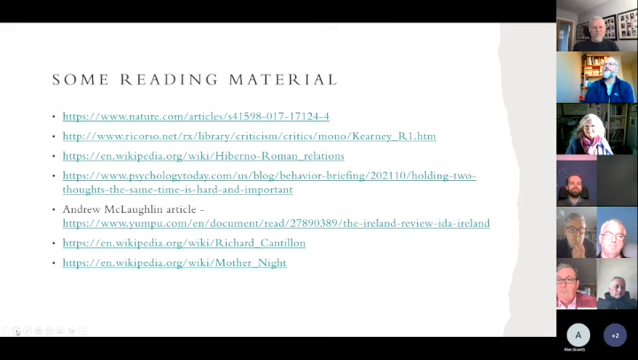 SOME READING MATERIAL
• https://www.nature.com/articles/s41598-017-17124-4
• http://www.ricorso.net/rx/library/criticism/critics/mono/Kearney_R1.htm
• https://en.wikipedia.org/wiki/Hiberno-Roman_relations
• https://www.psychologytoday.com/us/blog/behavior-briefing/202110/holding-two-
thoughts-the-same-time-is-hard-and-important
• Andrew McLaughlin article -
https://www.yumpu.com/en/document/read/27890389/the-ireland-review-ida-ireland
• https://en.wikipedia.org/wiki/Richard_Cantillon
• https://en.wikipedia.org/wiki/Mother_Night
A
+2